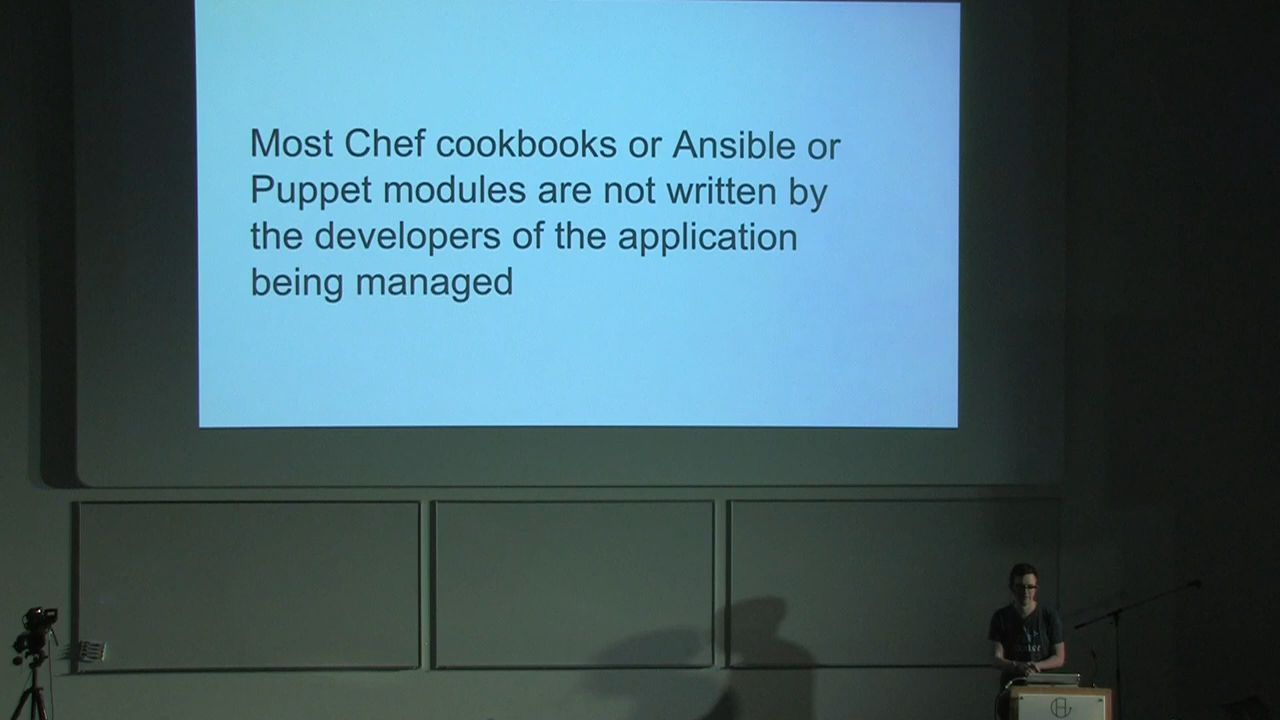 Most Chef cookbooks or Ansible or
Puppet modules are not written by
the developers of the application
being managed